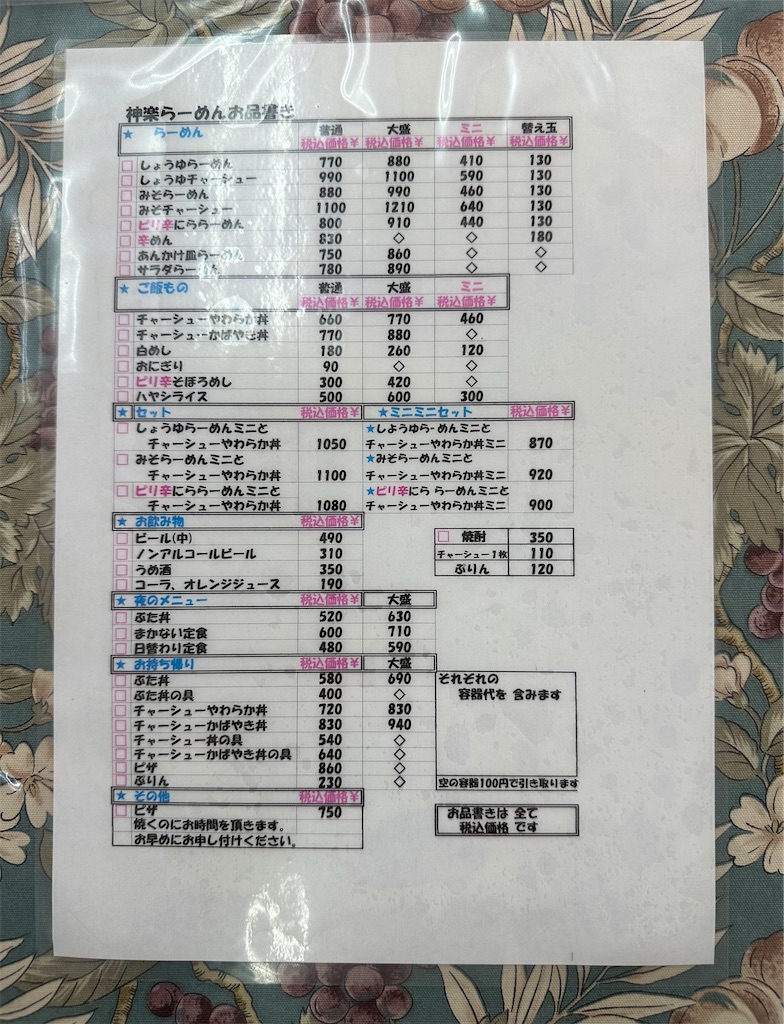 神楽らーめんお品書き
★ らーめん 普通 大盛 ミニ 替え玉
税込価格¥ 税込価格¥ 税込価格¥ 税込価格¥
しょうゆらーめん 770 880 410 130
しょうゆチャーシュー 990 1100 590 130
みそらーめん 880 990 460 130
みそチャーシュー 1100 1210 640 130
ピリ辛にららーめん 800 910 440 130
辛めん 830 ◇ ◇ 180
あんかけ皿らーめん 750 860 ◇ ◇
サラダらーめん 780 890 ◇ ◇
★ ご飯もの 普通 大盛 ミニ
税込価格¥ 税込価格¥ 税込価格¥
チャーシューやわらか丼 660 770 460
チャーシューかばやき丼 770 880 ◇
白めし 180 260 120
おにぎり 90 ◇ ◇
ピリ辛そぼろめし 300 420 ◇
ハヤシライス 500 600 300
★ セット 税込価格¥ ★ミニミニセット 税込価格¥
しょうゆらーめんミニと ★しょうゆらーめんミニと
チャーシューやわらか丼 1050 チャーシューやわらか丼ミニ 870
みそらーめんミニと ★みそらーめんミニと
チャーシューやわらか丼 1100 チャーシューやわらか丼ミニ 920
ピリ辛にららーめんミニと ★ピリ辛にら らーめんミニと
チャーシューやわらか丼 1080 チャーシューやわらか丼ミニ 900
★ お飲み物 税込価格¥
ビール(中) 490 焼酎 350
ノンアルコールビール 310 チャーシュー1枚 110
うめ酒 350 ぷりん 120
コーラ、オレンジジュース 190
★ 夜のメニュー 税込価格¥ 大盛
ぶた丼 520 630
まかない定食 600 710
日替わり定食 480 590
★ お持ち帰り 税込価格¥ 大盛
ぶた丼 580 690 それぞれの
ぶた丼の具 400 ◇ 容器代を 含みます
チャーシューやわらか丼 720 830
チャーシューかばやき丼 830 940
チャーシュー丼の具 540 ◇
チャーシューかばやき丼の具 640 ◇
ピザ 860 ◇
ぷりん 230 ◇ 空の容器100円で引き取ります
★ その他 税込価格¥
ピザ 750 お品書きは 全て
焼くのにお時間を頂きます。 税込価格 です
お早めにお申し付けください。